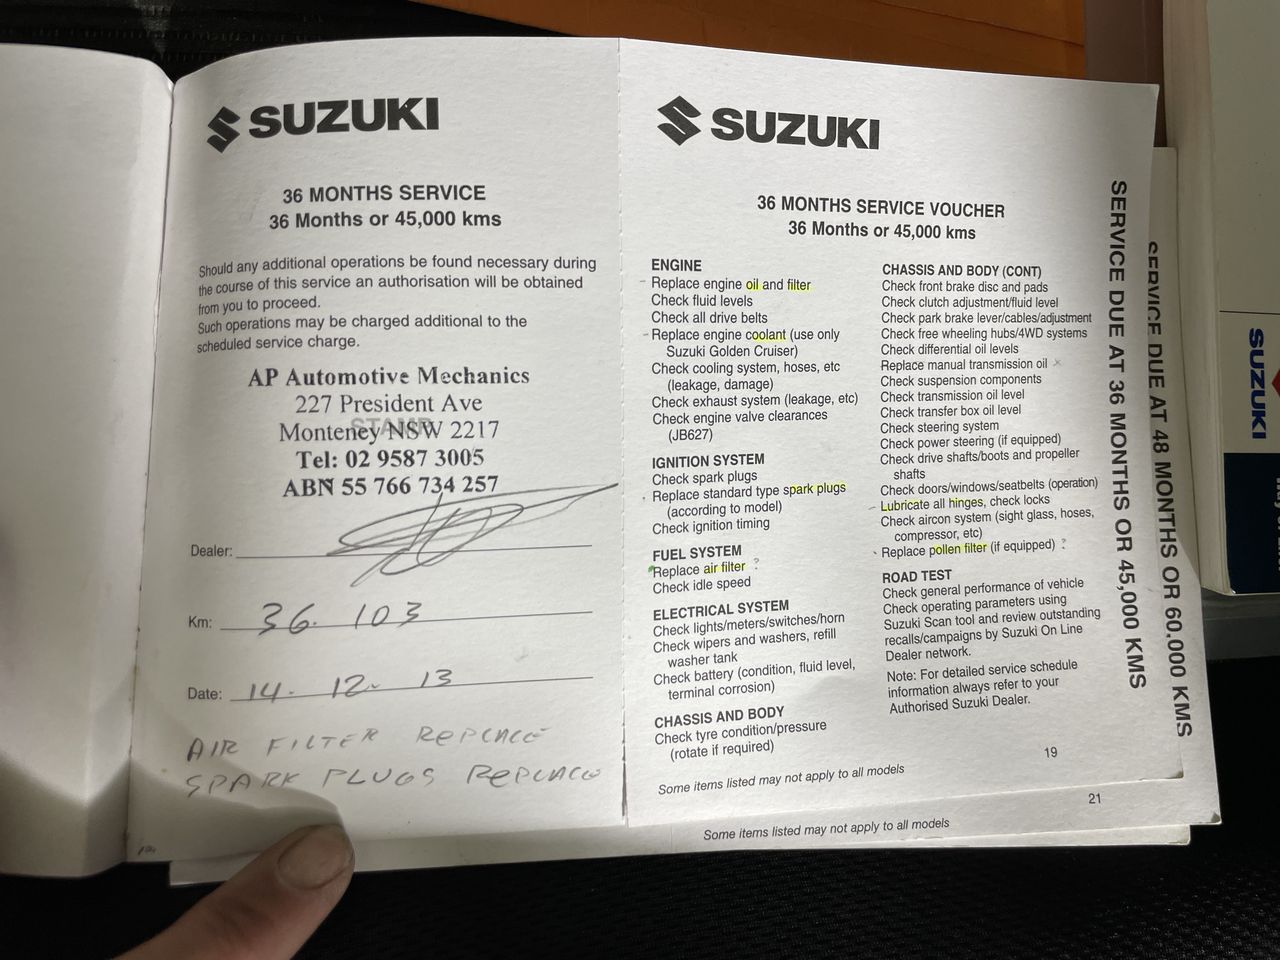 SUZUKI
36 MONTHS SERVICE
36 Months or 45,000 kms
Should any additional operations be found necessary during
the course of this service an authorisation will be obtained
from you to proceed.
Such operations may be charged additional to the
scheduled service charge.
AP Automotive Mechanics
227 President Ave
STAMP
Monteney NSW 2217
Tel: 02 9587 3005
ABN 55 766 734 257
Dealer:
Km: 36. 103
Date: 14. 12. 13
AIR FILTER REPLACE
SPARK PLUGS REPLACE
SUZUKI
36 MONTHS SERVICE VOUCHER
36 Months or 45,000 kms
ENGINE
Replace engine oil and filter
Check fluid levels
Check all drive belts
Replace engine coolant (use only
Suzuki Golden Cruiser)
Check cooling system, hoses, etc
(leakage, damage)
Check exhaust system (leakage, etc)
Check engine valve clearances
(JB627)
IGNITION SYSTEM
Check spark plugs
Replace standard type spark plugs
(according to model)
Check ignition timing
FUEL SYSTEM
Replace air filter ?
Check idle speed
ELECTRICAL SYSTEM
Check lights/meters/switches/horn
Check wipers and washers, refill
washer tank
Check battery (condition, fluid level,
terminal corrosion)
CHASSIS AND BODY
Check tyre condition/pressure
(rotate if required)
CHASSIS AND BODY (CONT)
Check front brake disc and pads
Check clutch adjustment/fluid level
Check park brake lever/cables/adjustment
Check free wheeling hubs/4WD systems
Check differential oil levels
Replace manual transmission oil x
Check suspension components
Check transmission oil level
Check transfer box oil level
Check steering system
Check power steering (if equipped)
Check drive shafts/boots and propeller
shafts
Check doors/windows/seatbelts (operation)
Lubricate all hinges, check locks
Check aircon system (sight glass, hoses,
compressor, etc)
Replace pollen filter (if equipped) ?
ROAD TEST
Check general performance of vehicle
Check operating parameters using
Suzuki Scan tool and review outstanding
recalls/campaigns by Suzuki On Line
Dealer network.
Note: For detailed service schedule
information always refer to your
Authorised Suzuki Dealer.
19
Some items listed may not apply to all models
SERVICE DUE AT 36 MONTHS OR 45,000 KMS
SERVICE DUE AT 48 MONTHS OR 60,000 KMS
21
Some items listed may not apply to all models
SUZUKI